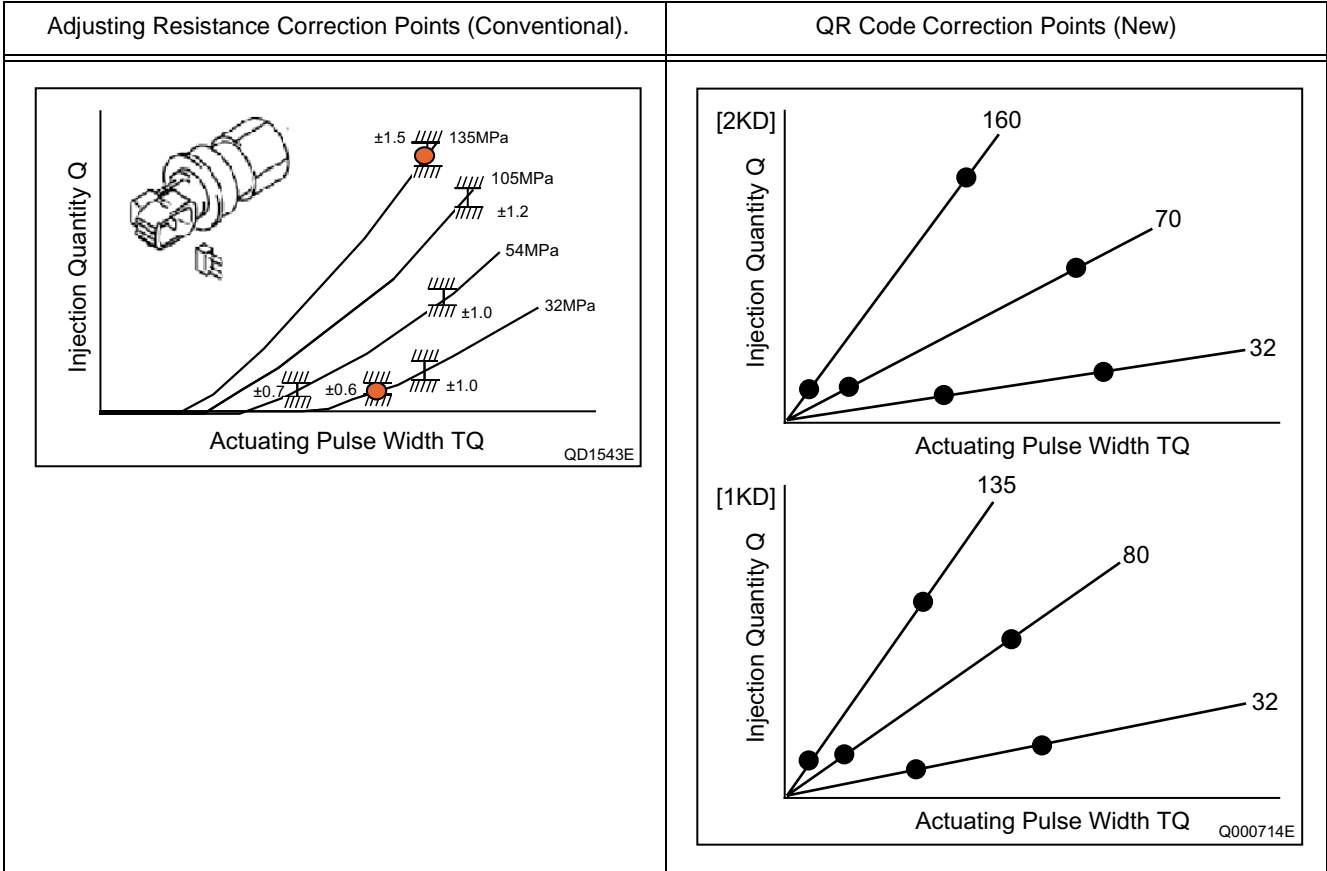 Adjusting Resistance Correction Points (Conventional).
QR Code Correction Points (New)
Injection Quantity Q
±1.5
135MPa
105MPa
±1.2
54MPa
±1.0
32MPa
±0.7
±0.6
±1.0
Actuating Pulse Width TQ
QD1543E
[2KD]
160
Injection Quantity Q
70
32
Actuating Pulse Width TQ
[1KD]
135
Injection Quantity Q
80
32
Actuating Pulse Width TQ
Q000714E